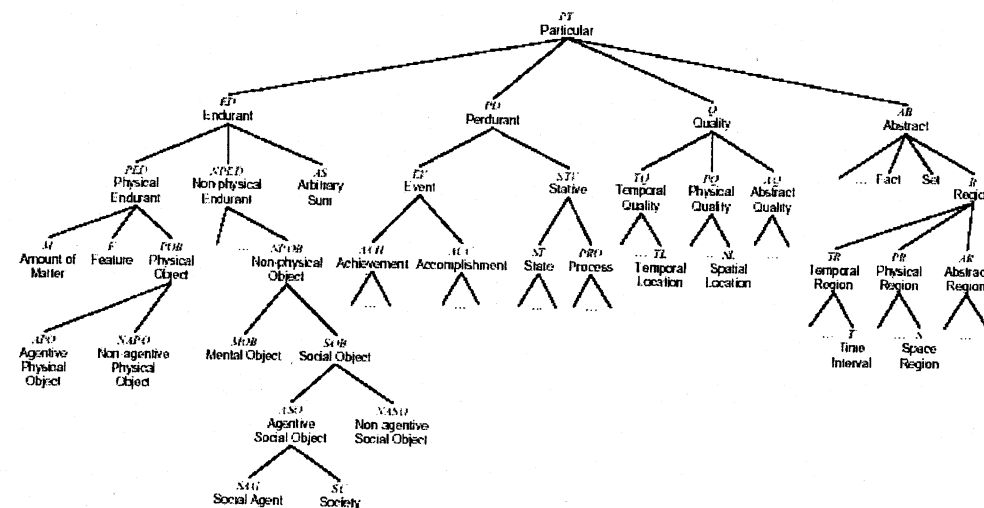 PT
Particular
ED
Endurant
PD
Perdurant
Q
Quality
AB
Abstract
PED
Physical
Endurant
NPED
Non-physical
Endurant
AS
Arbitrary
Sum
EV
Event
STV
Stative
TQ
Temporal
Quality
PQ
Physical
Quality
AQ
Abstract
Quality
...
Fact
Set
R
Region
M
Amount of
Matter
F
Feature
POB
Physical
Object
...
NPOB
Non-physical
Object
ACH
Achievement
ACC
Accomplishment
ST
State
PRO
Process
... TL
Temporal
Location
... SL
Spatial
Location
...
TR
Temporal
Region
PR
Physical
Region
AR
Abstract
Region
...
...
...
...
APO
Agentive
Physical
Object
NAPO
Non-agentive
Physical
Object
MOB
Mental Object
SOB
Social Object
... T
Time
Interval
... S
Space
Region
...
ASO
Agentive
Social Object
NASO
Non-agentive
Social Object
SAG
Social Agent
SC
Society